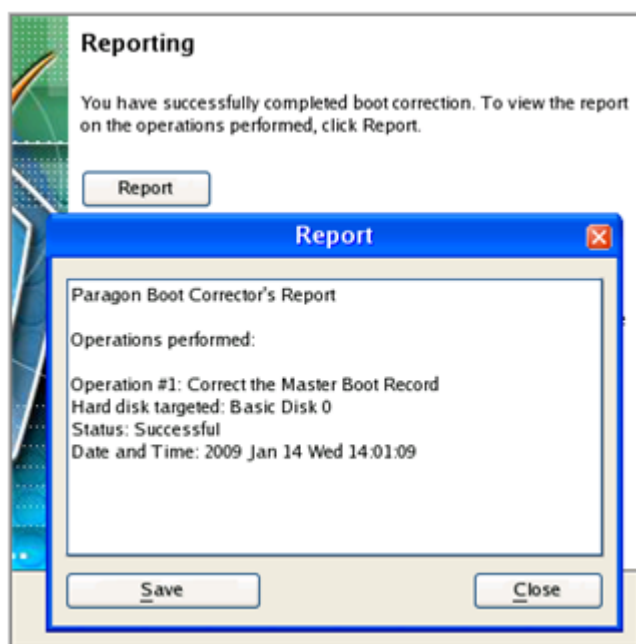 Reporting
You have successfully completed boot correction. To view the report
on the operations performed, click Report.
Report
Report
Paragon Boot Corrector's Report
Operations performed:
Operation #1: Correct the Master Boot Record
Hard disk targeted: Basic Disk 0
Status: Successful
Date and Time: 2009 Jan 14 Wed 14:01:09
Save
Close